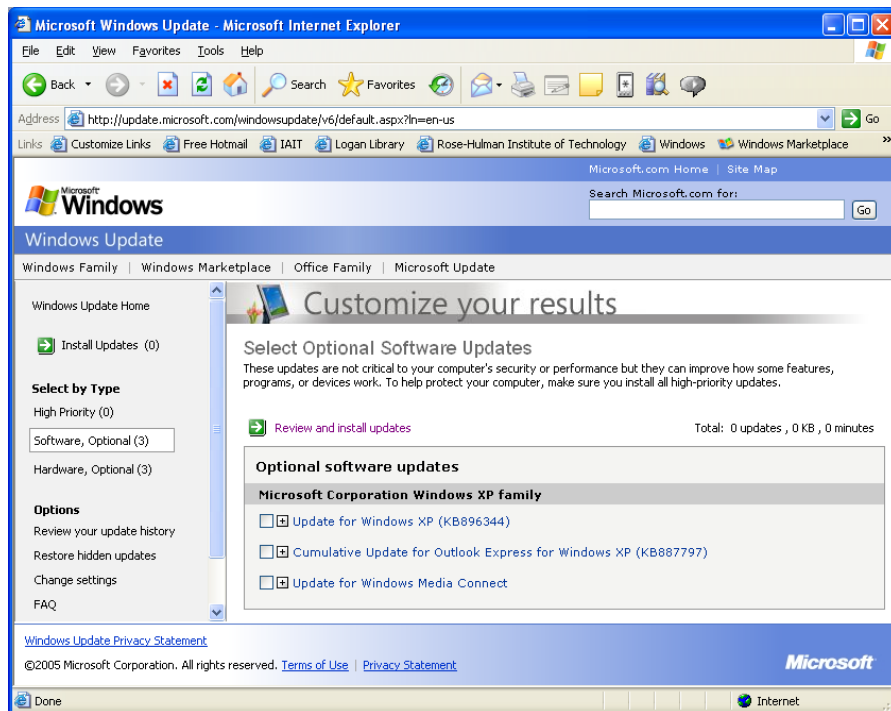 Microsoft Windows Update - Microsoft Internet Explorer
File Edit View Favorites Tools Help
Back Search Favorites
Address http://update.microsoft.com/windowsupdate/v6/default.aspx?ln=en-us Go
Links Customize Links Free Hotmail IAIT Logan Library Rose-Hulman Institute of Technology Windows Windows Marketplace »
Microsoft.com Home | Site Map
Microsoft Windows
Search Microsoft.com for:
Go
Windows Update
Windows Family | Windows Marketplace | Office Family | Microsoft Update
Windows Update Home
Install Updates (0)
Select by Type
High Priority (0)
Software, Optional (3)
Hardware, Optional (3)
Options
Review your update history
Restore hidden updates
Change settings
FAQ
Customize your results
Select Optional Software Updates
These updates are not critical to your computer's security or performance but they can improve how some features,
programs, or devices work. To help protect your computer, make sure you install all high-priority updates.
Review and install updates
Total: 0 updates , 0 KB , 0 minutes
Optional software updates
Microsoft Corporation Windows XP family
Update for Windows XP (KB896344)
Cumulative Update for Outlook Express for Windows XP (KB887797)
Update for Windows Media Connect
Windows Update Privacy Statement
©2005 Microsoft Corporation. All rights reserved. Terms of Use | Privacy Statement
Microsoft
Done
Internet